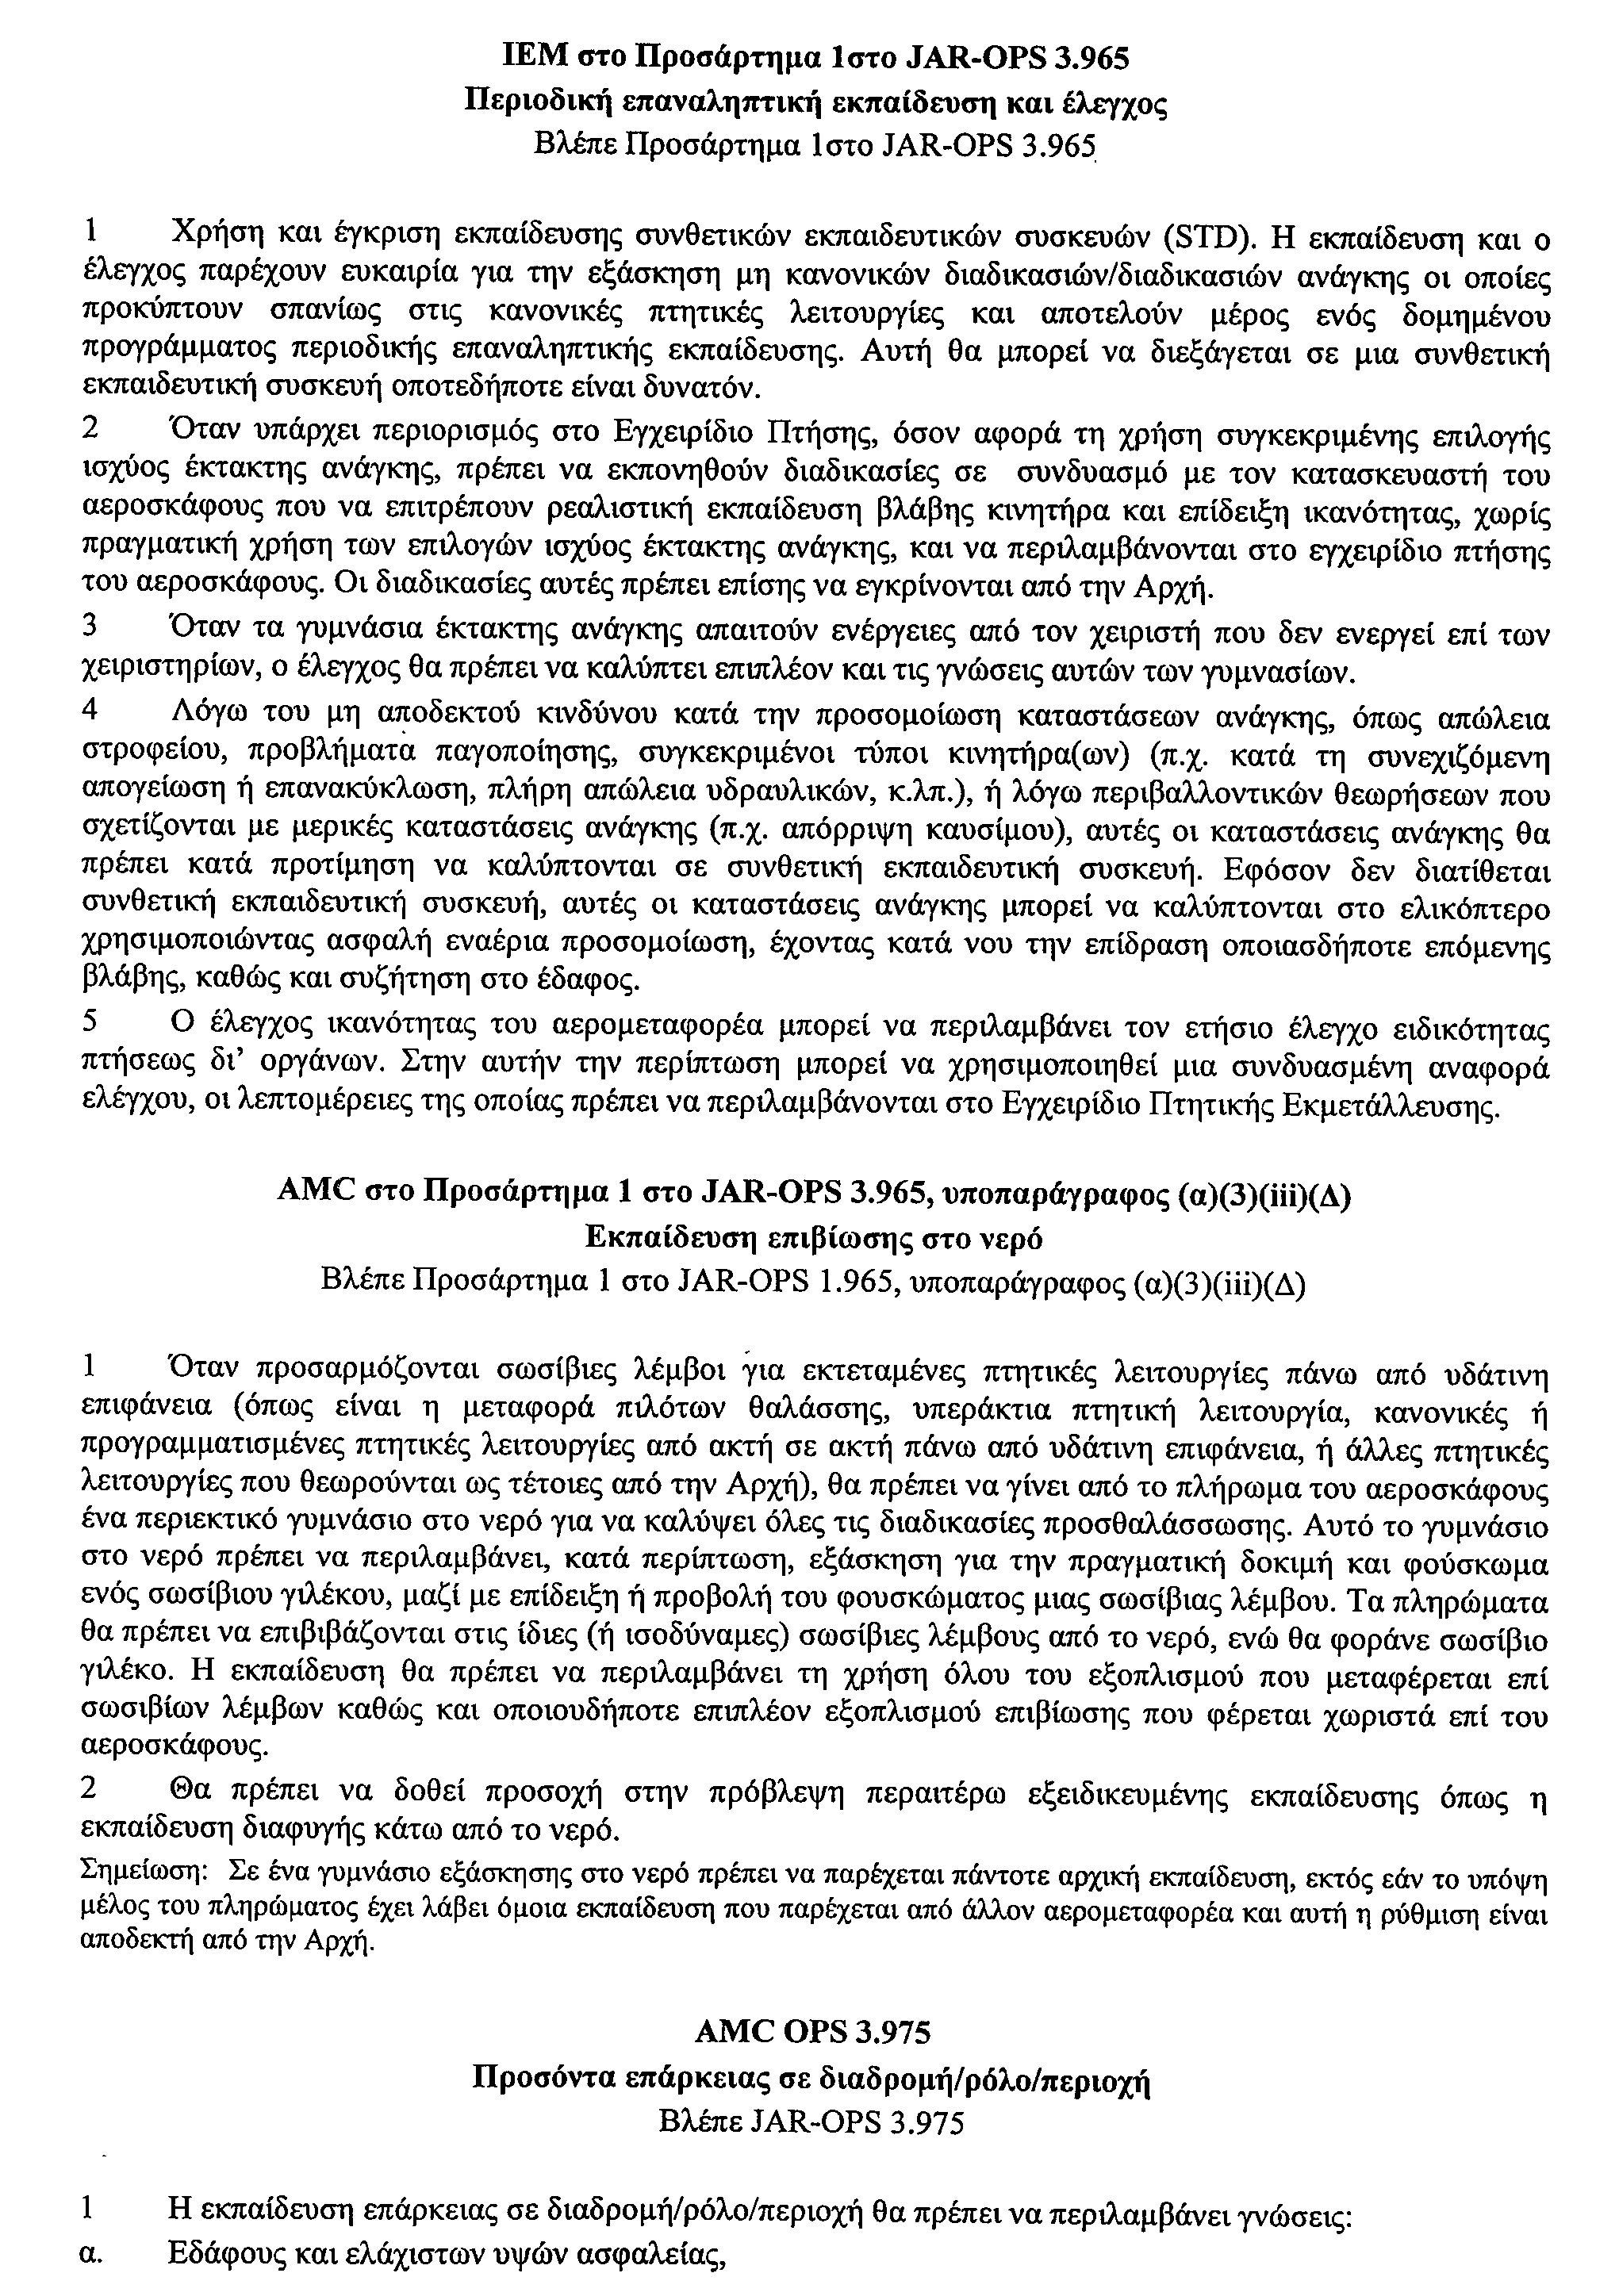 ΙΕΜ στο Προσάρτημα 1στο JAR-OPS 3.965
Περιοδική επαναληπτική εκπαίδευση και έλεγχος
Βλέπε Προσάρτημα 1στο JAR-OPS 3.965
1 Χρήση και έγκριση εκπαίδευσης συνθετικών εκπαιδευτικών συσκευών (STD). Η εκπαίδευση και ο
έλεγχος παρέχουν ευκαιρία για την εξάσκηση μη κανονικών διαδικασιών/διαδικασιών ανάγκης οι οποίες
προκύπτουν σπανίως στις κανονικές πτητικές λειτουργίες και αποτελούν μέρος ενός δομημένου
προγράμματος περιοδικής επαναληπτικής εκπαίδευσης. Αυτή θα μπορεί να διεξάγεται σε μια συνθετική
εκπαιδευτική συσκευή οποτεδήποτε είναι δυνατόν.
2 Όταν υπάρχει περιορισμός στο Εγχειρίδιο Πτήσης, όσον αφορά τη χρήση συγκεκριμένης επιλογής
ισχύος έκτακτης ανάγκης, πρέπει να εκπονηθούν διαδικασίες σε συνδυασμό με τον κατασκευαστή του
αεροσκάφους που να επιτρέπουν ρεαλιστική εκπαίδευση βλάβης κινητήρα και επίδειξη ικανότητας, χωρίς
πραγματική χρήση των επιλογών ισχύος έκτακτης ανάγκης, και να περιλαμβάνονται στο εγχειρίδιο πτήσης
του αεροσκάφους. Οι διαδικασίες αυτές πρέπει επίσης να εγκρίνονται από την Αρχή.
3 Όταν τα γυμνάσια έκτακτης ανάγκης απαιτούν ενέργειες από τον χειριστή που δεν ενεργεί επί των
χειριστηρίων, ο έλεγχος θα πρέπει να καλύπτει επιπλέον και τις γνώσεις αυτών των γυμνασίων.
4 Λόγω του μη αποδεκτού κινδύνου κατά την προσομοίωση καταστάσεων ανάγκης, όπως απώλεια
στροφείου, προβλήματα παγοποίησης, συγκεκριμένοι τύποι κινητήρα(ων) (π.χ. κατά τη συνεχιζόμενη
απογείωση ή επανακύκλωση, πλήρη απώλεια υδραυλικών, κ.λπ.), ή λόγω περιβαλλοντικών θεωρήσεων που
σχετίζονται με μερικές καταστάσεις ανάγκης (π.χ. απόρριψη καυσίμου), αυτές οι καταστάσεις ανάγκης θα
πρέπει κατά προτίμηση να καλύπτονται σε συνθετική εκπαιδευτική συσκευή. Εφόσον δεν διατίθεται
συνθετική εκπαιδευτική συσκευή, αυτές οι καταστάσεις ανάγκης μπορεί να καλύπτονται στο ελικόπτερο
χρησιμοποιώντας ασφαλή εναέρια προσομοίωση, έχοντας κατά νου την επίδραση οποιασδήποτε επόμενης
βλάβης, καθώς και συζήτηση στο έδαφος.
5 Ο έλεγχος ικανότητας του αερομεταφορέα μπορεί να περιλαμβάνει τον ετήσιο έλεγχο ειδικότητας
πτήσεως δι’ οργάνων. Στην αυτήν την περίπτωση μπορεί να χρησιμοποιηθεί μια συνδυασμένη αναφορά
ελέγχου, οι λεπτομέρειες της οποίας πρέπει να περιλαμβάνονται στο Εγχειρίδιο Πτητικής Εκμετάλλευσης.
AMC στο Προσάρτημα 1 στο JAR-OPS 3.965, υποπαράγραφος (α)(3)(iii)(Δ)
Εκπαίδευση επιβίωσης στο νερό
Βλέπε Προσάρτημα 1 στο JAR-OPS 1.965, υποπαράγραφος (α)(3)(iii)(Δ)
1 Όταν προσαρμόζονται σωσίβιες λέμβοι για εκτεταμένες πτητικές λειτουργίες πάνω από υδάτινη
επιφάνεια (όπως είναι η μεταφορά πιλότων θαλάσσης, υπεράκτια πτητική λειτουργία, κανονικές ή
προγραμματισμένες πτητικές λειτουργίες από ακτή σε ακτή πάνω από υδάτινη επιφάνεια, ή άλλες πτητικές
λειτουργίες που θεωρούνται ως τέτοιες από την Αρχή), θα πρέπει να γίνει από το πλήρωμα του αεροσκάφους
ένα περιεκτικό γυμνάσιο στο νερό για να καλύψει όλες τις διαδικασίες προσθαλάσσωσης. Αυτό το γυμνάσιο
στο νερό πρέπει να περιλαμβάνει, κατά περίπτωση, εξάσκηση για την πραγματική δοκιμή και φούσκωμα
ενός σωσίβιου γιλέκου, μαζί με επίδειξη ή προβολή του φουσκώματος μιας σωσίβιας λέμβου. Τα πληρώματα
θα πρέπει να επιβιβάζονται στις ίδιες (ή ισοδύναμες) σωσίβιες λέμβους από το νερό, ενώ θα φοράνε σωσίβιο
γιλέκο. Η εκπαίδευση θα πρέπει να περιλαμβάνει τη χρήση όλου του εξοπλισμού που μεταφέρεται επί
σωσιβίων λέμβων καθώς και οποιουδήποτε επιπλέον εξοπλισμού επιβίωσης που φέρεται χωριστά επί του
αεροσκάφους.
2 Θα πρέπει να δοθεί προσοχή στην πρόβλεψη περαιτέρω εξειδικευμένης εκπαίδευσης όπως η
εκπαίδευση διαφυγής κάτω από το νερό.
Σημείωση: Σε ένα γυμνάσιο εξάσκησης στο νερό πρέπει να παρέχεται πάντοτε αρχική εκπαίδευση, εκτός εάν το υπόψη
μέλος του πληρώματος έχει λάβει όμοια εκπαίδευση που παρέχεται από άλλον αερομεταφορέα και αυτή η ρύθμιση είναι
αποδεκτή από την Αρχή.
AMC OPS 3.975
Προσόντα επάρκειας σε διαδρομή/ρόλο/περιοχή
Βλέπε JAR-OPS 3.975
1 Η εκπαίδευση επάρκειας σε διαδρομή/ρόλο/περιοχή θα πρέπει να περιλαμβάνει γνώσεις:
α. Εδάφους και ελάχιστων υψών ασφαλείας,